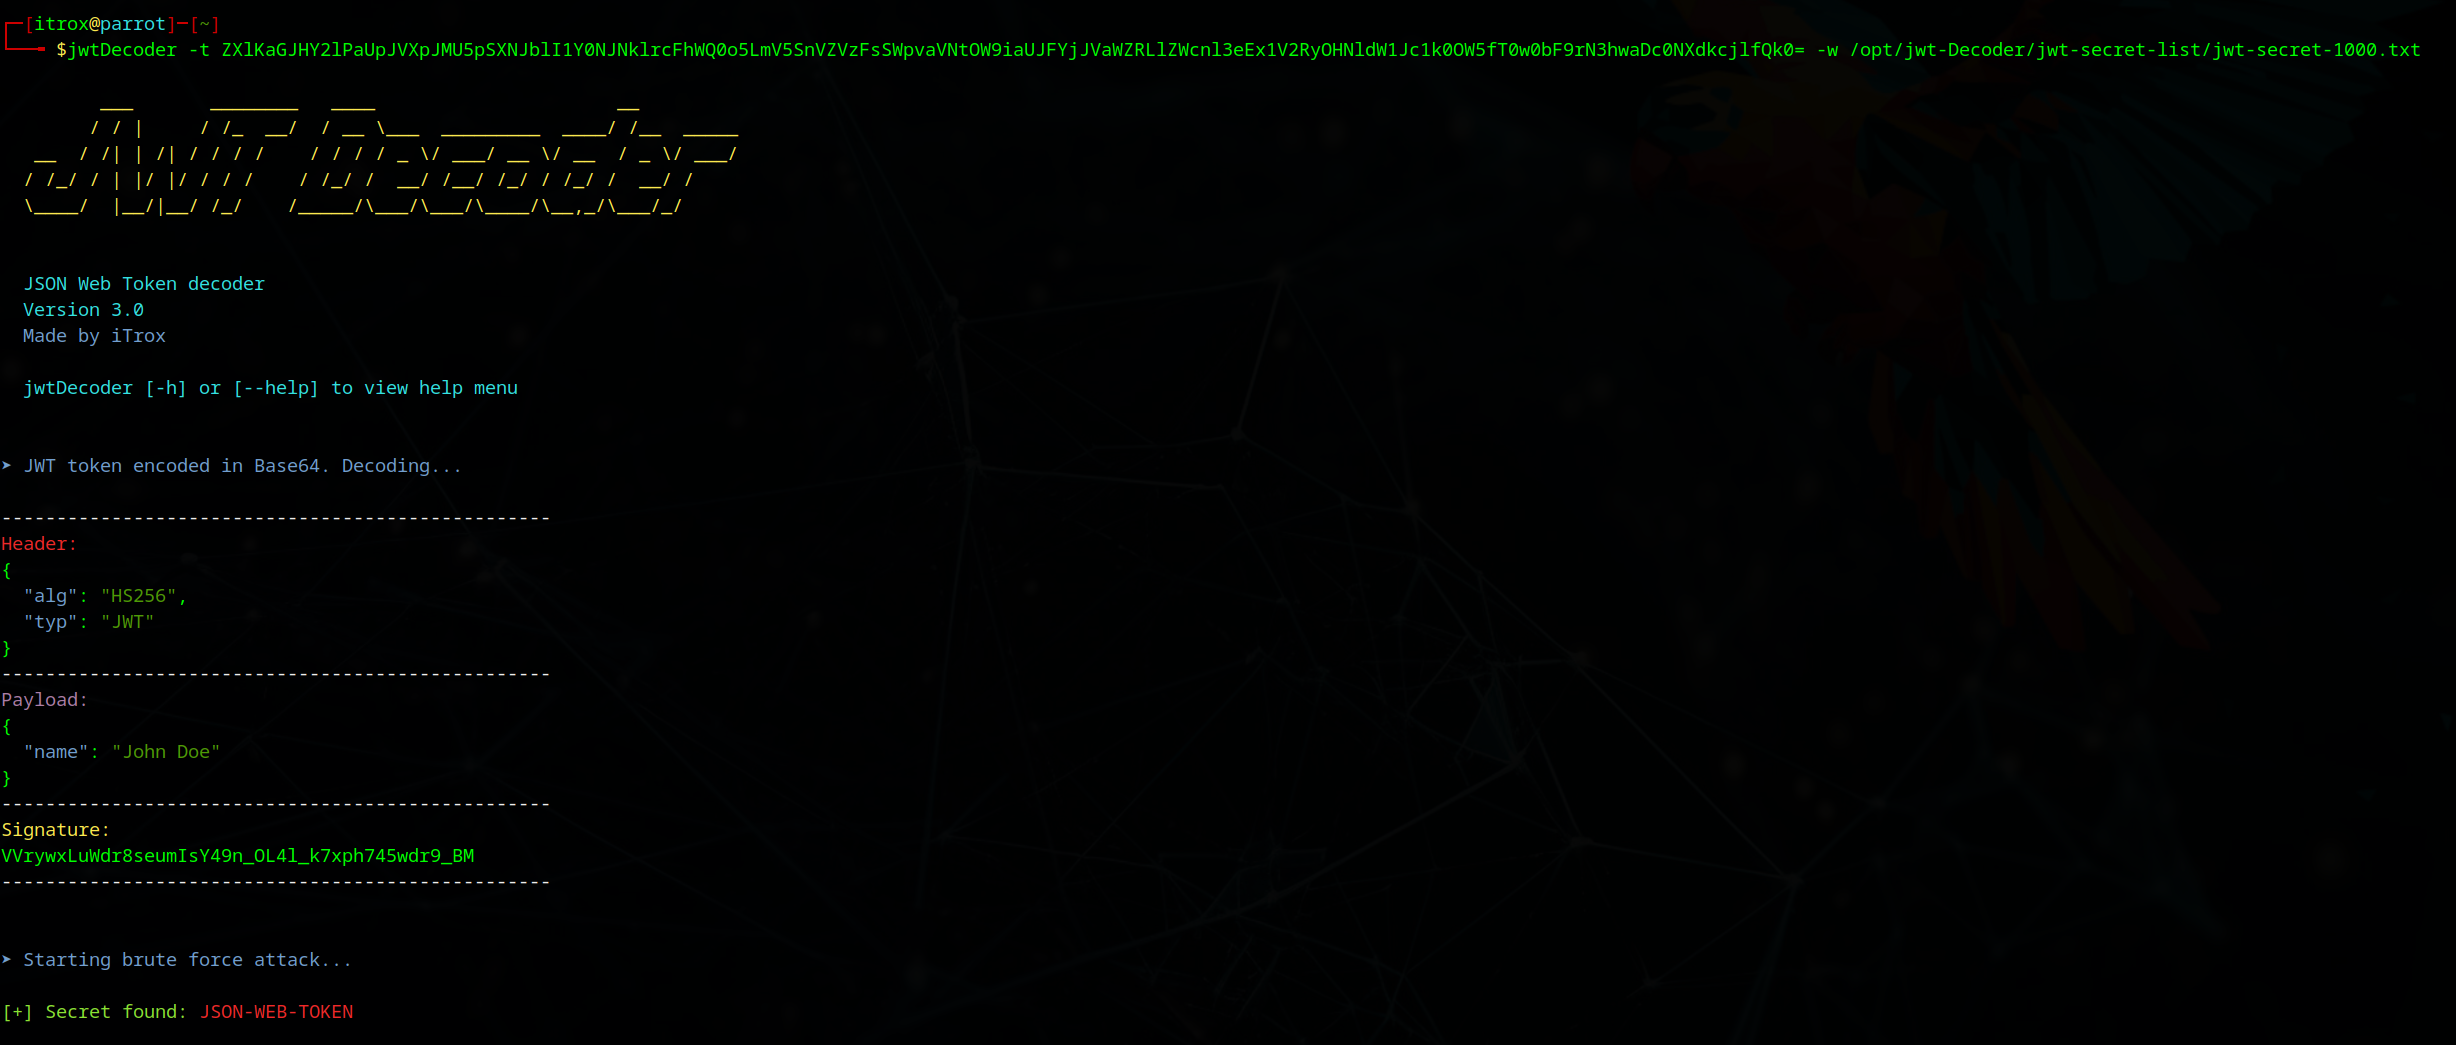 [itrox@parrot]─[~]
$jwtDecoder -t ZXlKaGJHY2lPaUpJVXpJMU5pSXNJblI1Y0NJNklrcFhWQ0o5LmV5SnVZVzFsSWpvaVNtOW9iaUJFYjJVaWZRLlZWcnl3eEx1V2RyOHNldW1Jc1k0OW5fT0w0bF9rN3hwaDc0NXdkcjlfQk0= -w /opt/jwt-Decoder/jwt-secret-list/jwt-secret-1000.txt
JWT Decoder
JSON Web Token decoder
Version 3.0
Made by iTrox
jwtDecoder [-h] or [--help] to view help menu
➤ JWT token encoded in Base64. Decoding...
--------------------------------------------------
Header:
{
"alg": "HS256",
"typ": "JWT"
}
--------------------------------------------------
Payload:
{
"name": "John Doe"
}
--------------------------------------------------
Signature:
VVrywxLuWdr8seumIsY49n_OL4l_k7xph745wdr9_BM
--------------------------------------------------
➤ Starting brute force attack...
[+] Secret found: JSON-WEB-TOKEN